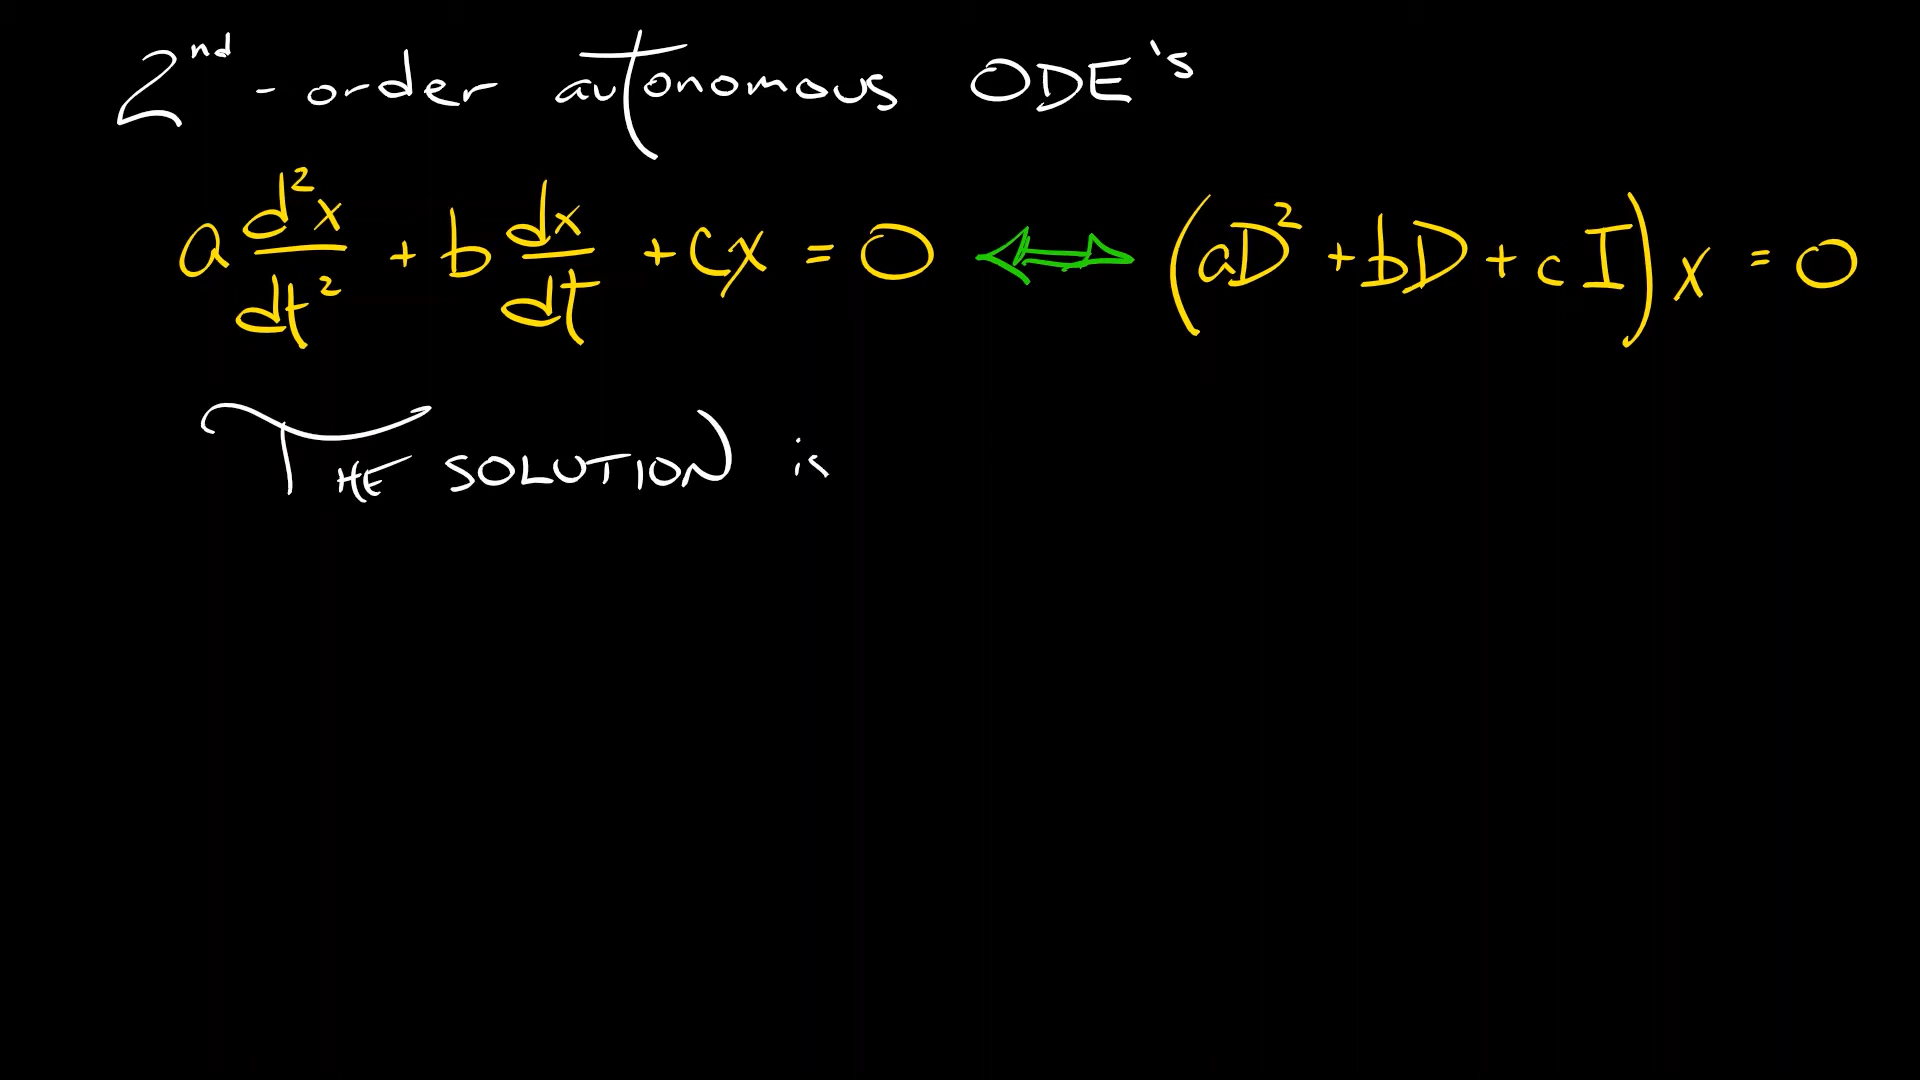 2nd-order autonomous ODE's
a d²x/dt² + b dx/dt + cx = 0 ⟺ (aD² + bD + cI)x = 0
THE SOLUTION is